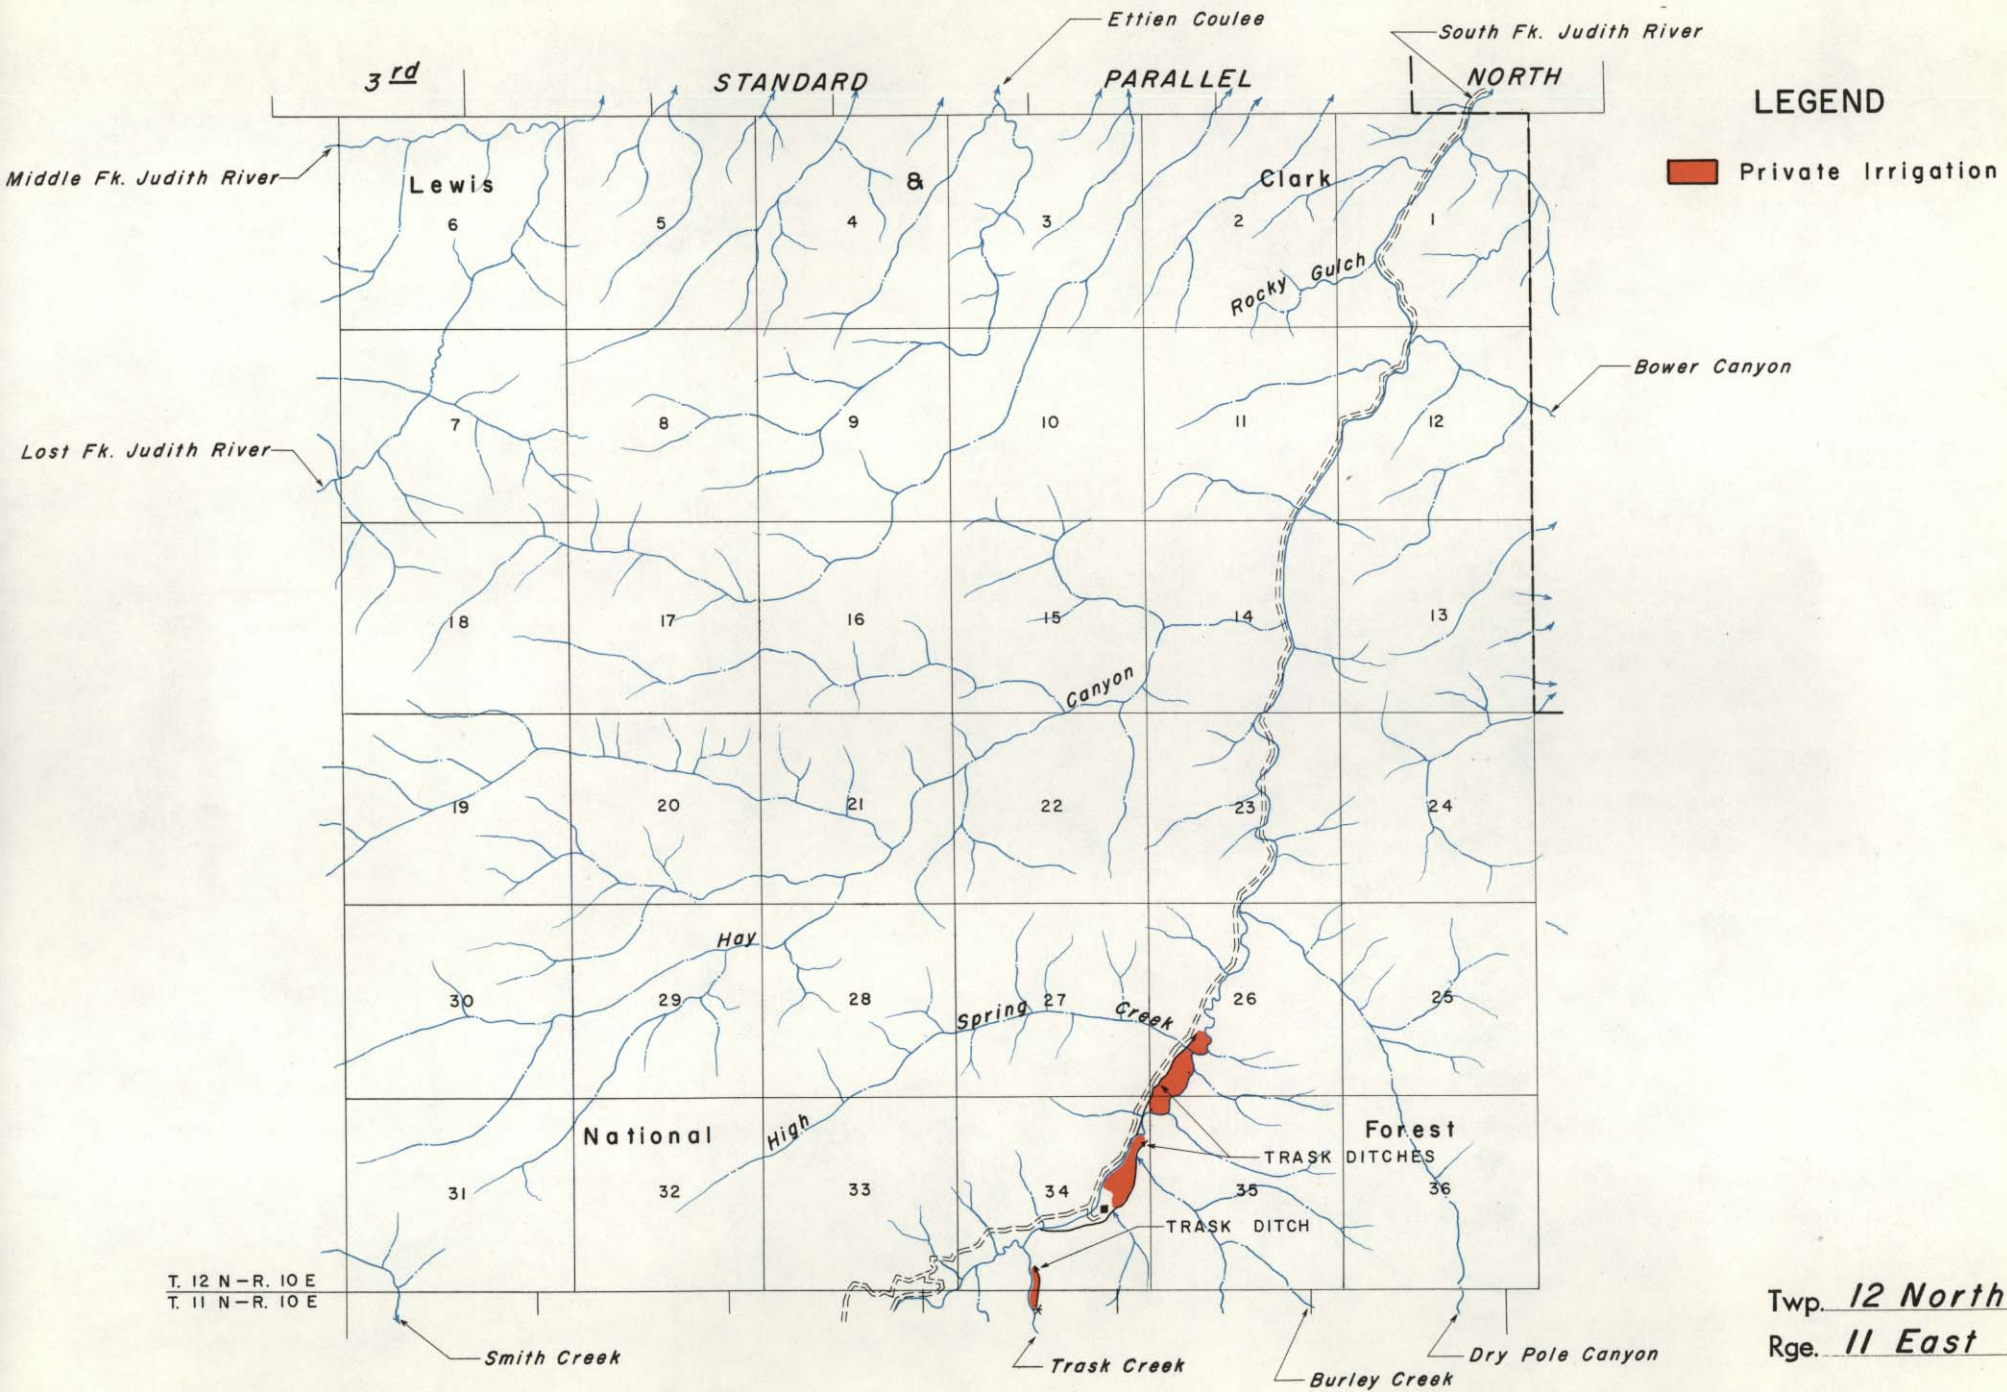 Ettien Coulee
South Fk. Judith River
3 rd STANDARD PARALLEL NORTH
LEGEND
Private Irrigation
Middle Fk. Judith River
Lewis & Clark
6 5 4 3 2 1
Rocky Gulch
Bower Canyon
7 8 9 10 11 12
Lost Fk. Judith River
18 17 16 15 14 13
Canyon
19 20 21 22 23 24
Hay
30 29 28 27 26 25
Spring Creek
High
National Forest
TRASK DITCHES
31 32 33 34 35 36
TRASK DITCH
T. 12 N-R. 10 E
T. 11 N-R. 10 E
Smith Creek
Trask Creek
Burley Creek
Dry Pole Canyon
Twp. 12 North
Rge. 11 East